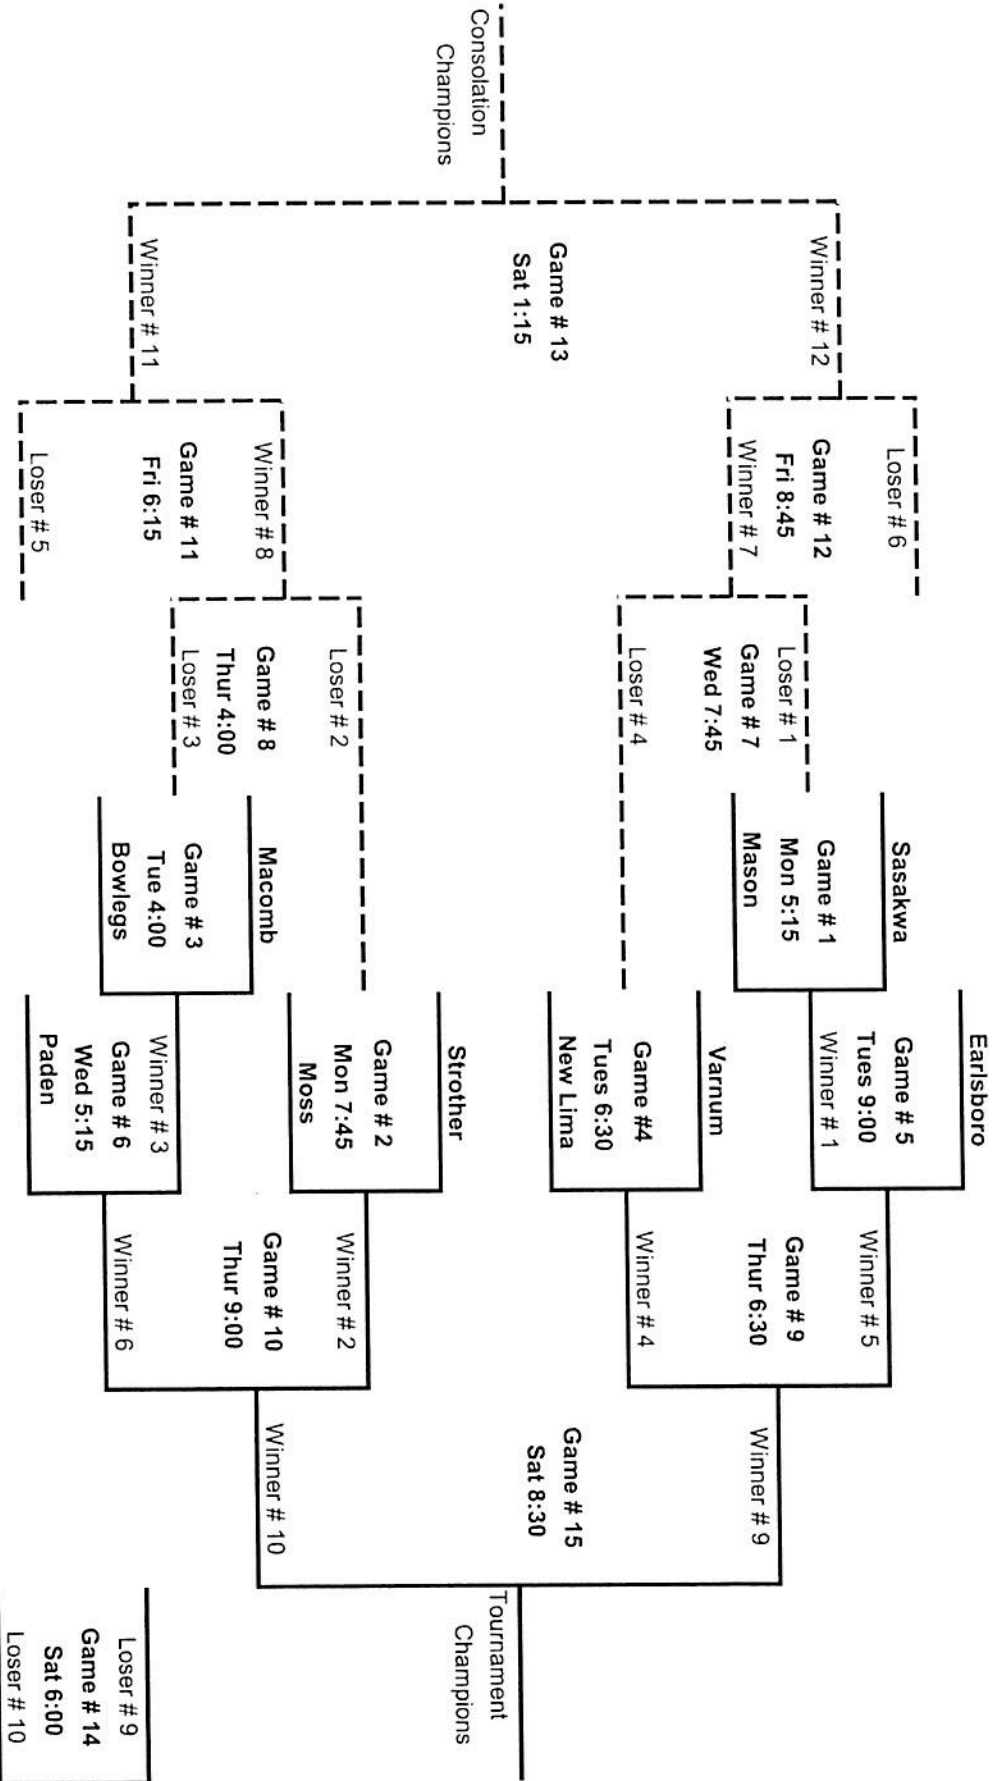 Earlsboro
Sasakwa
Loser # 6
Game # 5
Tues 9:00
Winner # 1
Winner # 5
Winner # 12
Game # 12
Fri 8:45
Winner # 7
Loser # 1
Game # 7
Wed 7:45
Game # 1
Mon 5:15
Mason
Game # 9
Thur 6:30
Winner # 9
Varnum
Loser # 4
Game #4
Tues 6:30
New Lima
Winner # 4
Game # 13
Sat 1:15
Game # 15
Sat 8:30
Consolation
Champions
Tournament
Champions
Strother
Loser # 2
Game # 2
Mon 7:45
Moss
Winner # 2
Winner # 8
Game # 11
Fri 6:15
Game # 8
Thur 4:00
Loser # 3
Macomb
Game # 3
Tue 4:00
Bowlegs
Game # 10
Thur 9:00
Winner # 10
Winner # 11
Winner # 3
Game # 6
Wed 5:15
Paden
Winner # 6
Loser # 5
Loser # 9
Game # 14
Sat 6:00
Loser # 10